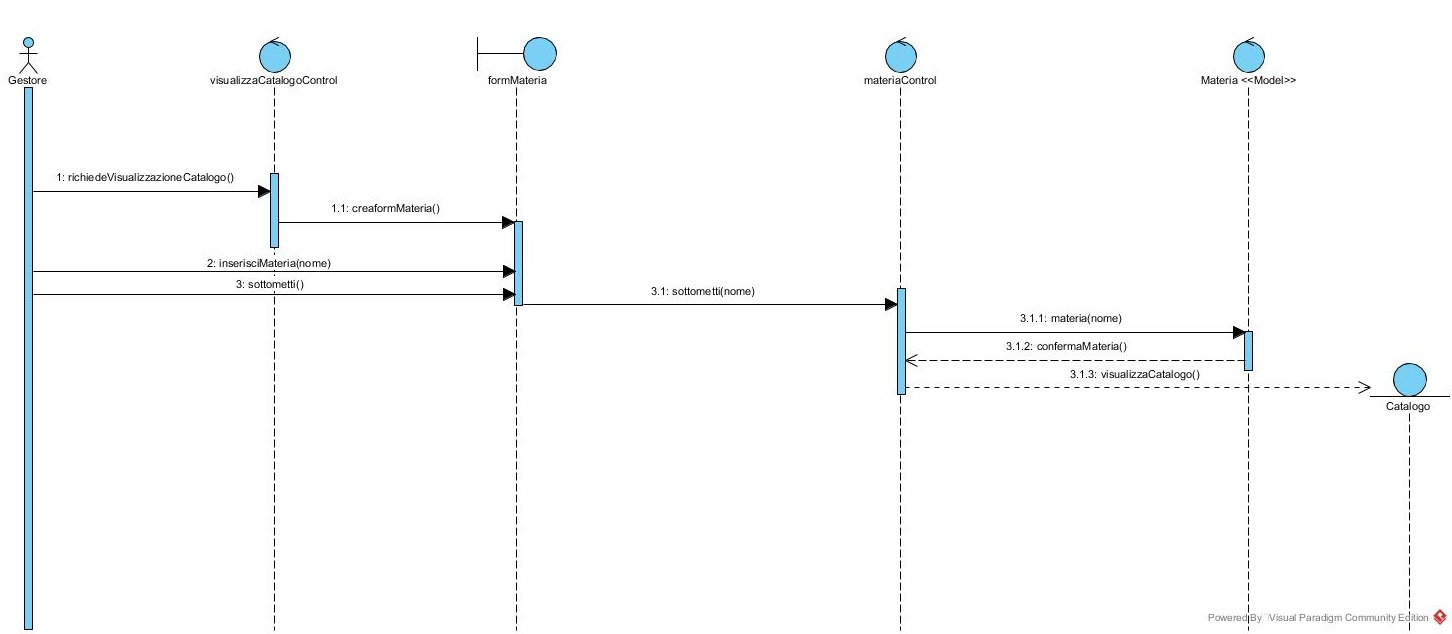 Gestore
visualizzaCatalogoControl
formMateria
materiaControl
Materia <<Model>>
1: richiedeVisualizzazioneCatalogo()
1.1: creaformMateria()
2: inserisciMateria(nome)
3: sottometti()
3.1: sottometti(nome)
3.1.1: materia(nome)
3.1.2: confermaMateria()
3.1.3: visualizzaCatalogo()
Catalogo
Powered By Visual Paradigm Community Edition